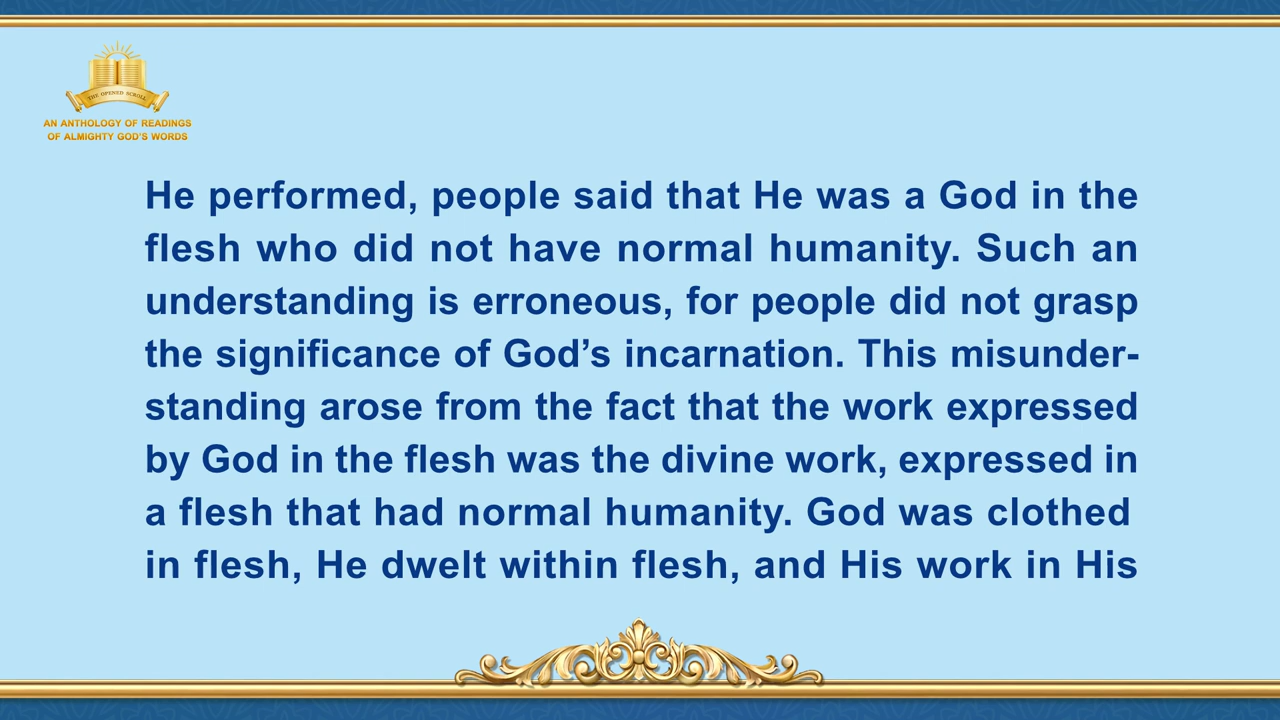 THE OPENED SCROLL
AN ANTHOLOGY OF READINGS
OF ALMIGHTY GOD'S WORDS
He performed, people said that He was a God in the
flesh who did not have normal humanity. Such an
understanding is erroneous, for people did not grasp
the significance of God’s incarnation. This misunder-
standing arose from the fact that the work expressed
by God in the flesh was the divine work, expressed in
a flesh that had normal humanity. God was clothed
in flesh, He dwelt within flesh, and His work in His